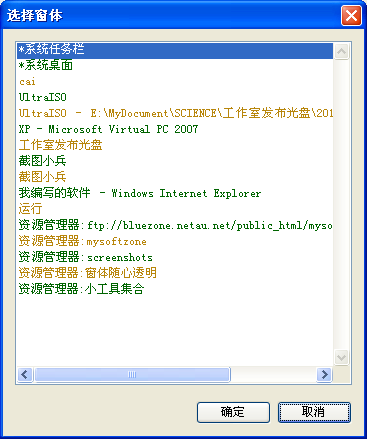 选择窗体
*系统任务栏
*系统桌面
cai
UltraISO
UltraISO - E:\MyDocument\SCIENCE\工作室发布光盘\201
XP - Microsoft Virtual PC 2007
工作室发布光盘
截图小兵
截图小兵
我编写的软件 - Windows Internet Explorer
运行
资源管理器:ftp://bluezone.netau.net/public_html/myso
资源管理器:mysoftzone
资源管理器:screenshots
资源管理器:窗体随心透明
资源管理器:小工具集合
确定 取消